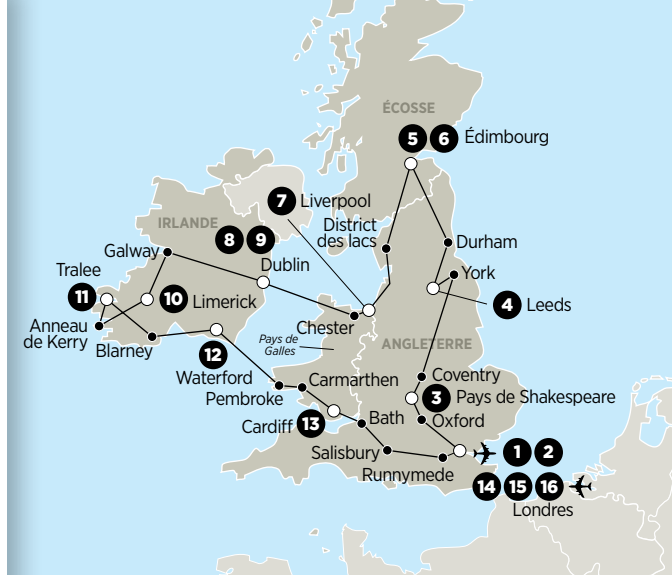 ÉCOSSE
5 6 Édimbourg
7 Liverpool
District
des lacs
IRLANDE
8 9
Dublin
Durham
Galway
York
Tralee
11
10 Limerick
4 Leeds
Anneau
de Kerry
Blarney
Chester
Pays de
Galles
ANGLETERRE
12
Waterford
Pembroke
Carmarthen
Coventry
3 Pays de Shakespeare
Oxford
Cardiff 13
Bath
Salisbury
Runnymede
1 2
14 15 16
Londres